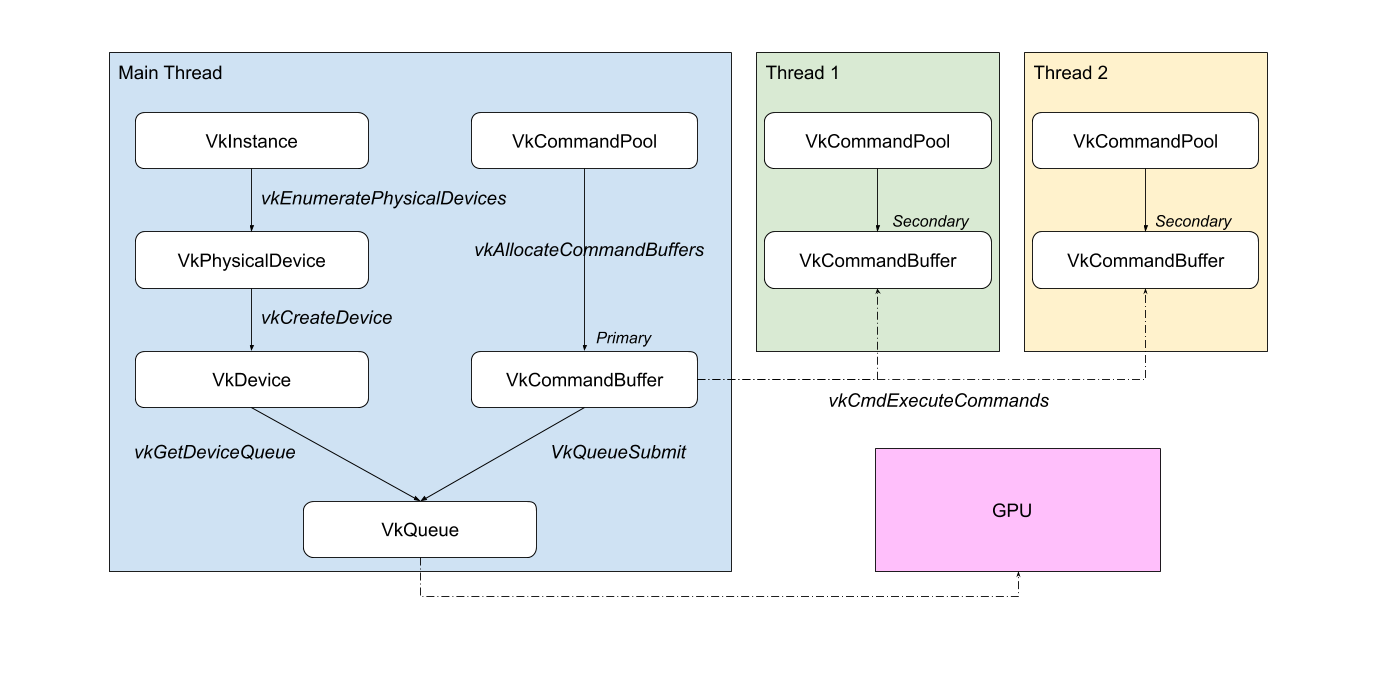 Main Thread
VkInstance
vkEnumeratePhysicalDevices
VkPhysicalDevice
vkCreateDevice
VkDevice
vkGetDeviceQueue
VkCommandPool
vkAllocateCommandBuffers
Primary
VkCommandBuffer
VkQueueSubmit
VkQueue
Thread 1
VkCommandPool
Secondary
VkCommandBuffer
Thread 2
VkCommandPool
Secondary
VkCommandBuffer
vkCmdExecuteCommands
GPU